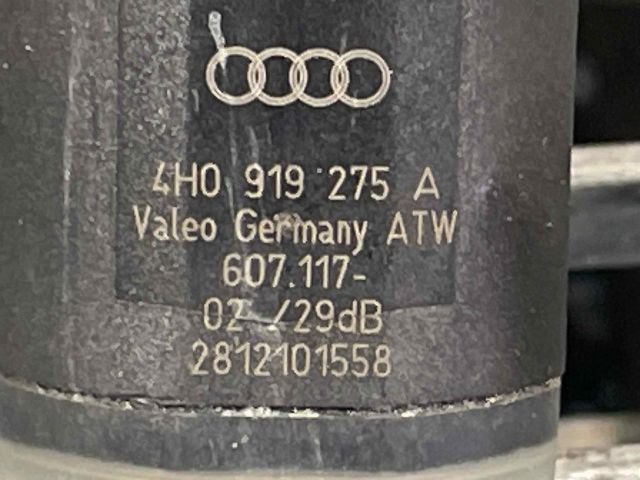 4H0 919 275 A
Valeo Germany ATW
607.117-
02 /29dB
2812101558